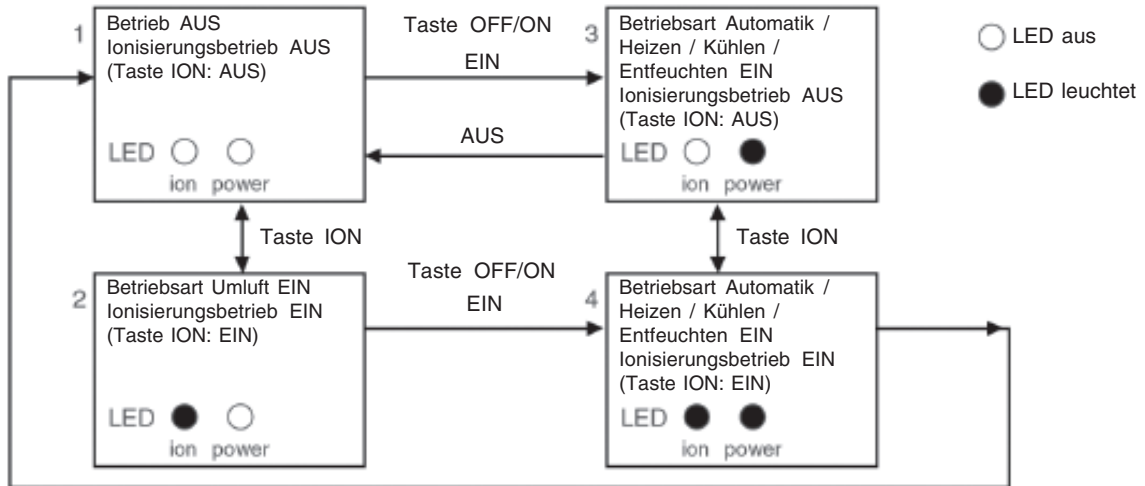 1
Betrieb AUS
Ionisierungsbetrieb AUS
(Taste ION: AUS)
LED
ion power
Taste OFF/ON
EIN
AUS
3
Betriebsart Automatik /
Heizen / Kühlen /
Entfeuchten EIN
Ionisierungsbetrieb AUS
(Taste ION: AUS)
LED
ion power
LED aus
LED leuchtet
Taste ION
Taste ION
2
Betriebsart Umluft EIN
Ionisierungsbetrieb EIN
(Taste ION: EIN)
LED
ion power
Taste OFF/ON
EIN
4
Betriebsart Automatik /
Heizen / Kühlen /
Entfeuchten EIN
Ionisierungsbetrieb EIN
(Taste ION: EIN)
LED
ion power